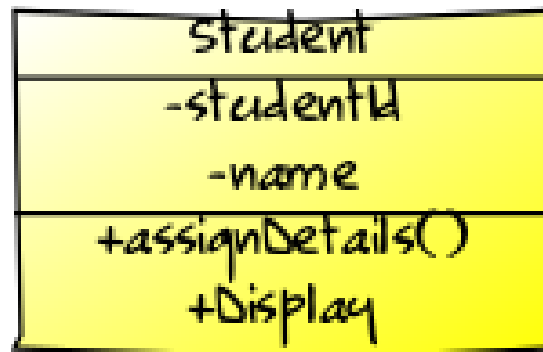 Student
-studentId
-name
+assignDetails()
+Display